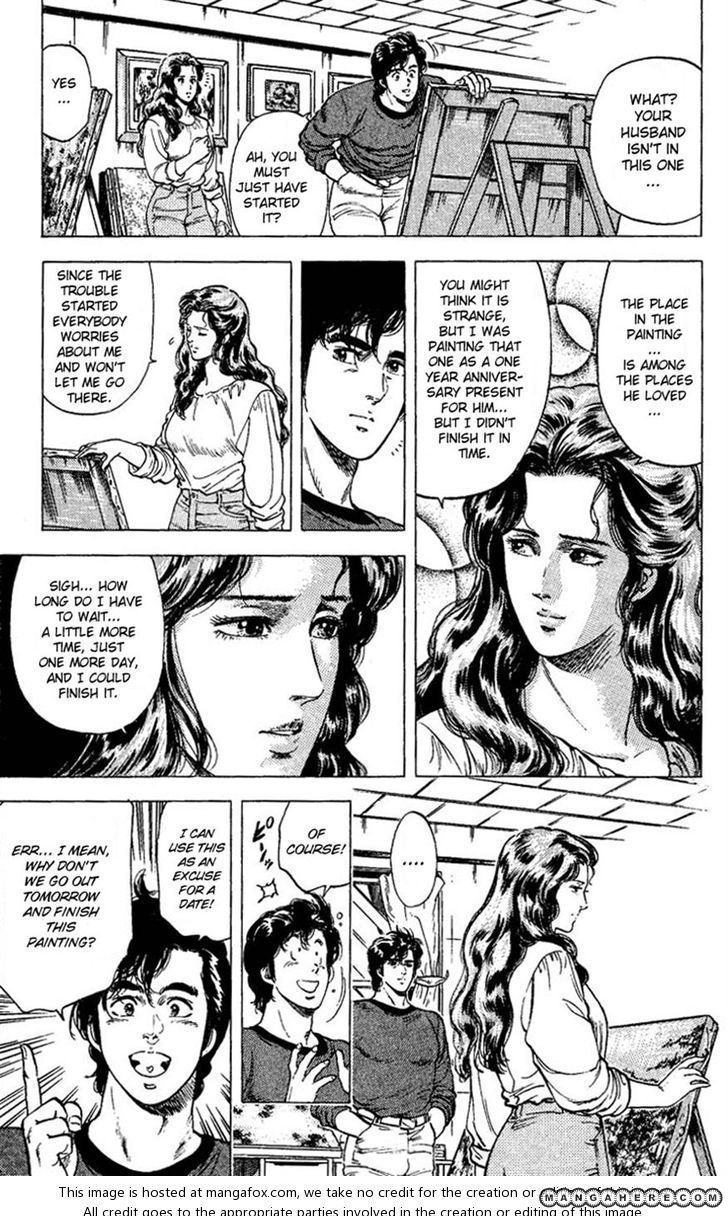 WHAT?
YOUR
HUSBAND
ISN'T
IN
THIS ONE
...
AH, YOU
MUST
JUST HAVE
STARTED
IT?
YES
...
THE PLACE
IN THE
PAINTING
...
IS AMONG
THE PLACES
HE LOVED
...
YOU MIGHT
THINK IT IS
STRANGE,
BUT I WAS
PAINTING THAT
ONE AS A ONE
YEAR ANNIVER-
SARY PRESENT
FOR HIM...
BUT I DIDN'T
FINISH IT IN
TIME.
SINCE THE
TROUBLE
STARTED
EVERYBODY
WORRIES
ABOUT ME
AND WON'T
LET ME GO
THERE.
SIGH... HOW
LONG DO I HAVE
TO WAIT...
A LITTLE MORE
TIME, JUST
ONE MORE DAY,
AND I COULD
FINISH IT.
....
OF
COURSE!
ピーッ
I CAN
USE THIS
AS AN
EXCUSE
FOR A
DATE!
ERR... I MEAN,
WHY DON'T
WE GO OUT
TOMORROW
AND FINISH
THIS
PAINTING?
This image is hosted at mangafox.com, we take no credit for the creation or
All credit goes to the appropriate parties involved in the creation or editing of this image
MANGAHERE.COM